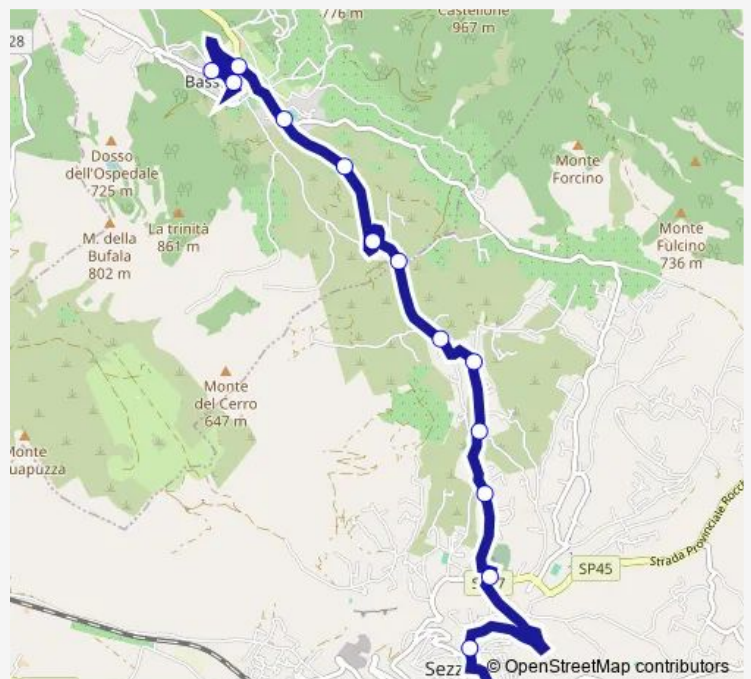 776 m
Castellone
967 m
28
Bass
Dosso
dell'Ospedale
725 m
Monte
Forcino
La trinità
861 m
M. della
Bufala
802 m
Monte
Fulcino
736 m
Monte
del Cerro
647 m
Monte
uapuzza
Strada Provinciale Rocc
SP45
S 7
Sezz
© OpenStreetMap contributors